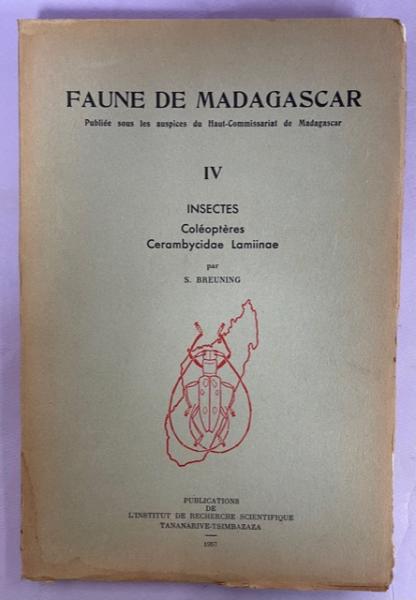 FAUNE DE MADAGASCAR
Publiée sous les auspices du Haut-Commissariat de Madagascar
IV
INSECTES
Coléoptères
Cerambycidae Lamiinae
par
S. BREUNING
PUBLICATIONS
DE
L'INSTITUT DE RECHERCHE SCIENTIFIQUE
TANANARIVE-TSIMBAZAZA
1957